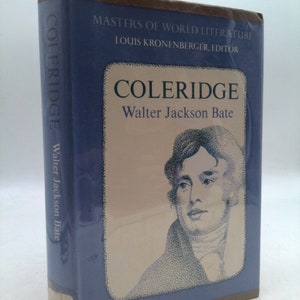 MASTERS OF WORLD LITERATURE
LOUIS KRONENBERGER, EDITOR
COLERIDGE
Walter Jackson Bate
COLERIDGE
Walter Jackson Bate